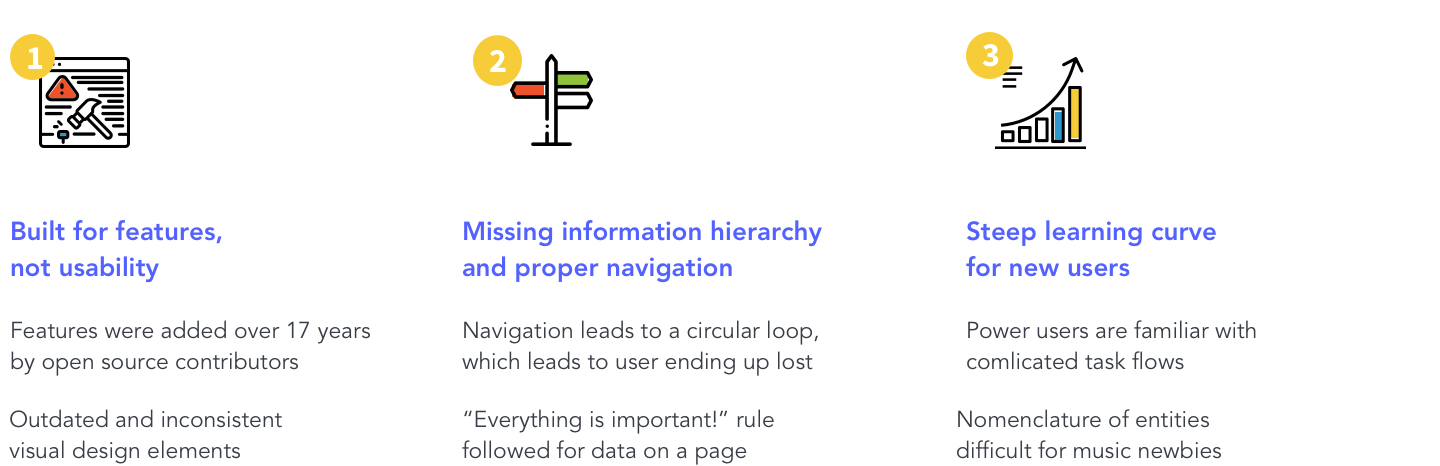 1
Built for features,
not usability
Features were added over 17 years
by open source contributors
Outdated and inconsistent
visual design elements
2
Missing information hierarchy
and proper navigation
Navigation leads to a circular loop,
which leads to user ending up lost
“Everything is important!” rule
followed for data on a page
3
Steep learning curve
for new users
Power users are familiar with
comlicated task flows
Nomenclature of entities
difficult for music newbies